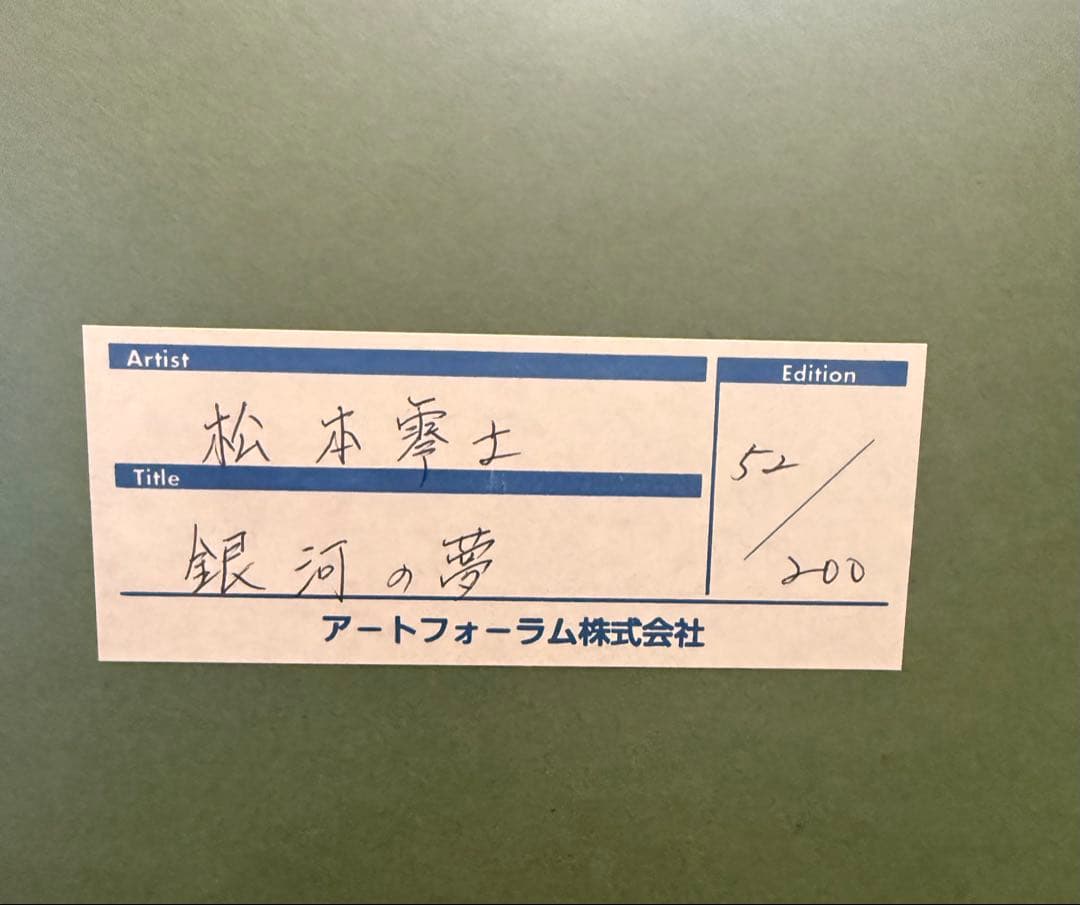 Artist
松本零士
Title
銀河の夢
Edition
52/200
アートフォーラム株式会社